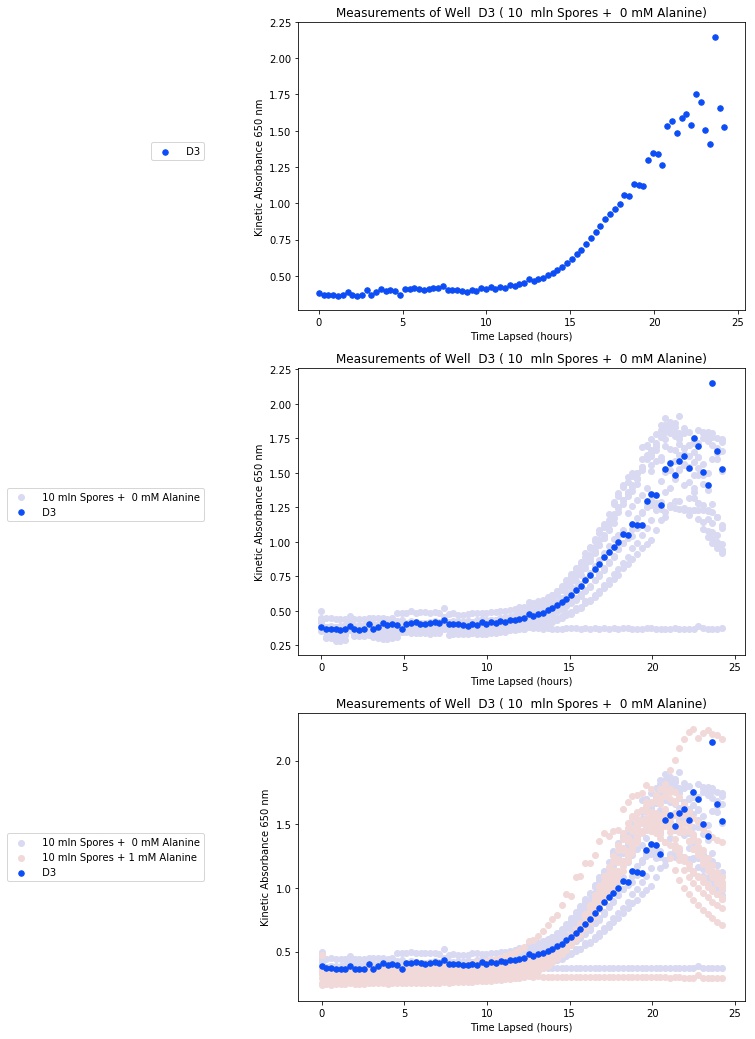 Measurements of Well  D3 ( 10  mln Spores +  0 mM Alanine)
2.25
2.00
1.75
1.50
1.25
1.00
0.75
0.50
Kinetic Absorbance 650 nm
D3
0 5 10 15 20 25
Time Lapsed (hours)
Measurements of Well  D3 ( 10  mln Spores +  0 mM Alanine)
2.25
2.00
1.75
1.50
1.25
1.00
0.75
0.50
0.25
Kinetic Absorbance 650 nm
10 mln Spores +  0 mM Alanine
D3
0 5 10 15 20 25
Time Lapsed (hours)
Measurements of Well  D3 ( 10  mln Spores +  0 mM Alanine)
2.0
1.5
1.0
0.5
Kinetic Absorbance 650 nm
10 mln Spores +  0 mM Alanine
10 mln Spores + 1 mM Alanine
D3
0 5 10 15 20 25
Time Lapsed (hours)